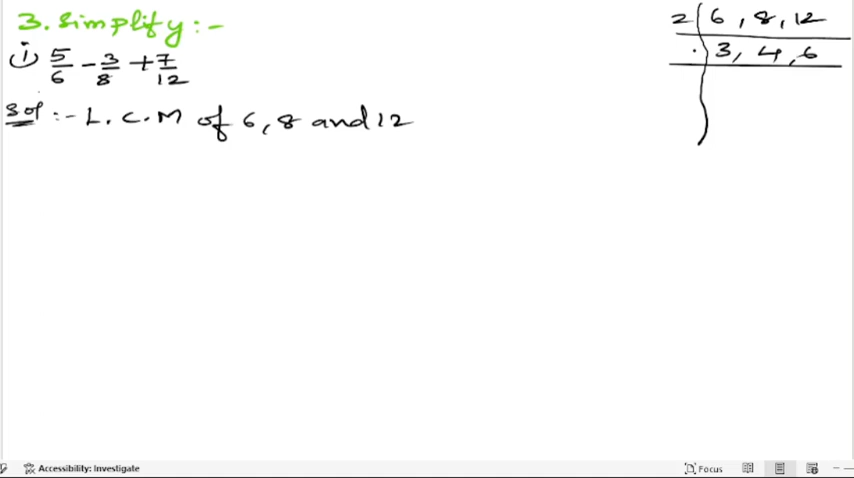 3. Simplify :-
i) 5/6 - 3/8 + 7/12
Sol :- L.C.M of 6, 8 and 12
2 6, 8, 12
3, 4, 6
Accessibility: Investigate
Focus